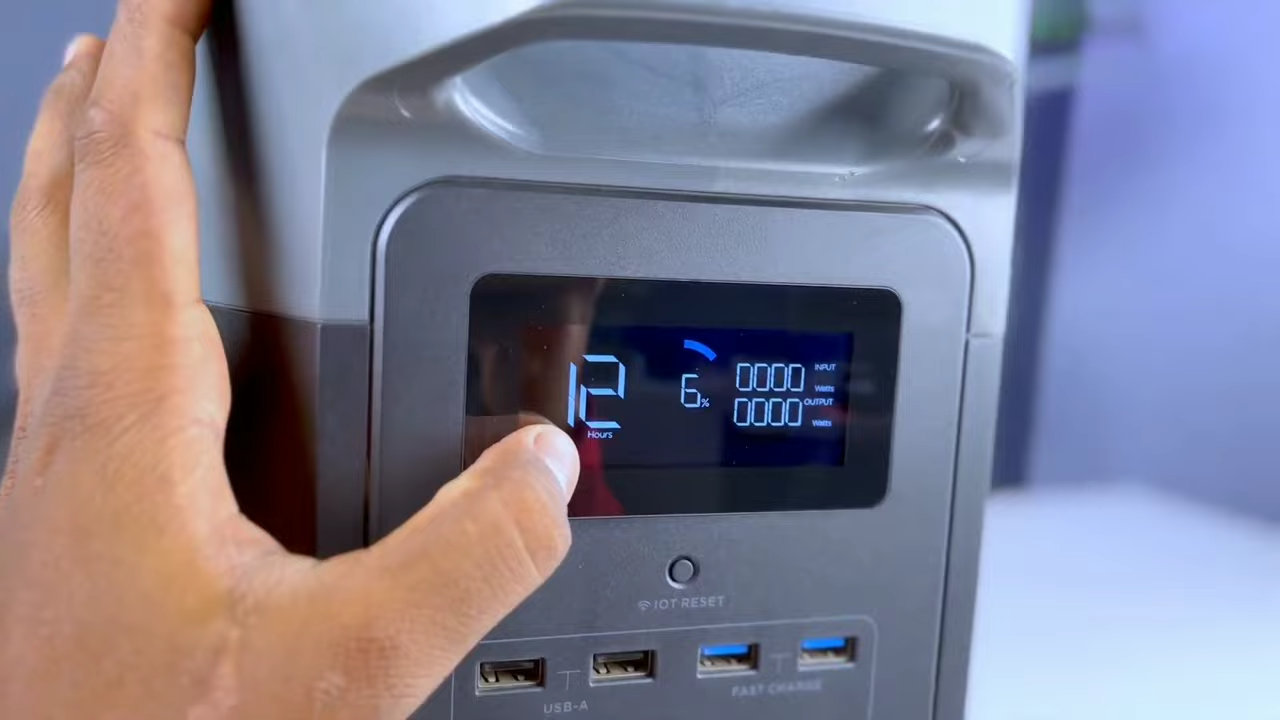 12
Hours
6%
0000 INPUT
Watts
0000 OUTPUT
Watts
IOT RESET
USB-A
FAST CHARGE